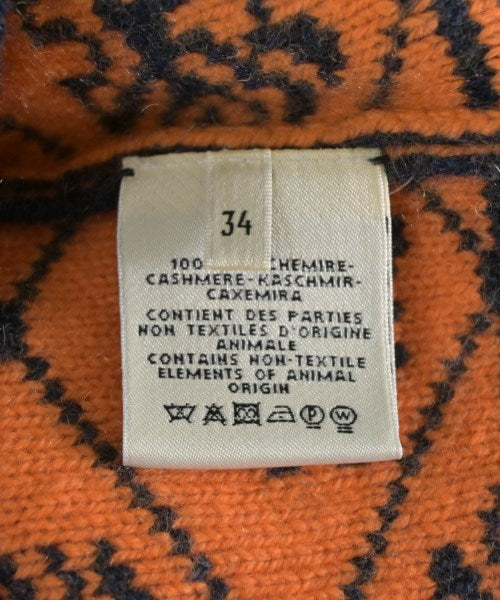 34
100 CHEMIRE-
CASHMERE-KASCHMIR-
CAXEMIRA
CONTIENT DES PARTIES
NON TEXTILES D'ORIGINE
ANIMALE
CONTAINS NON-TEXTILE
ELEMENTS OF ANIMAL
ORIGIN
P W